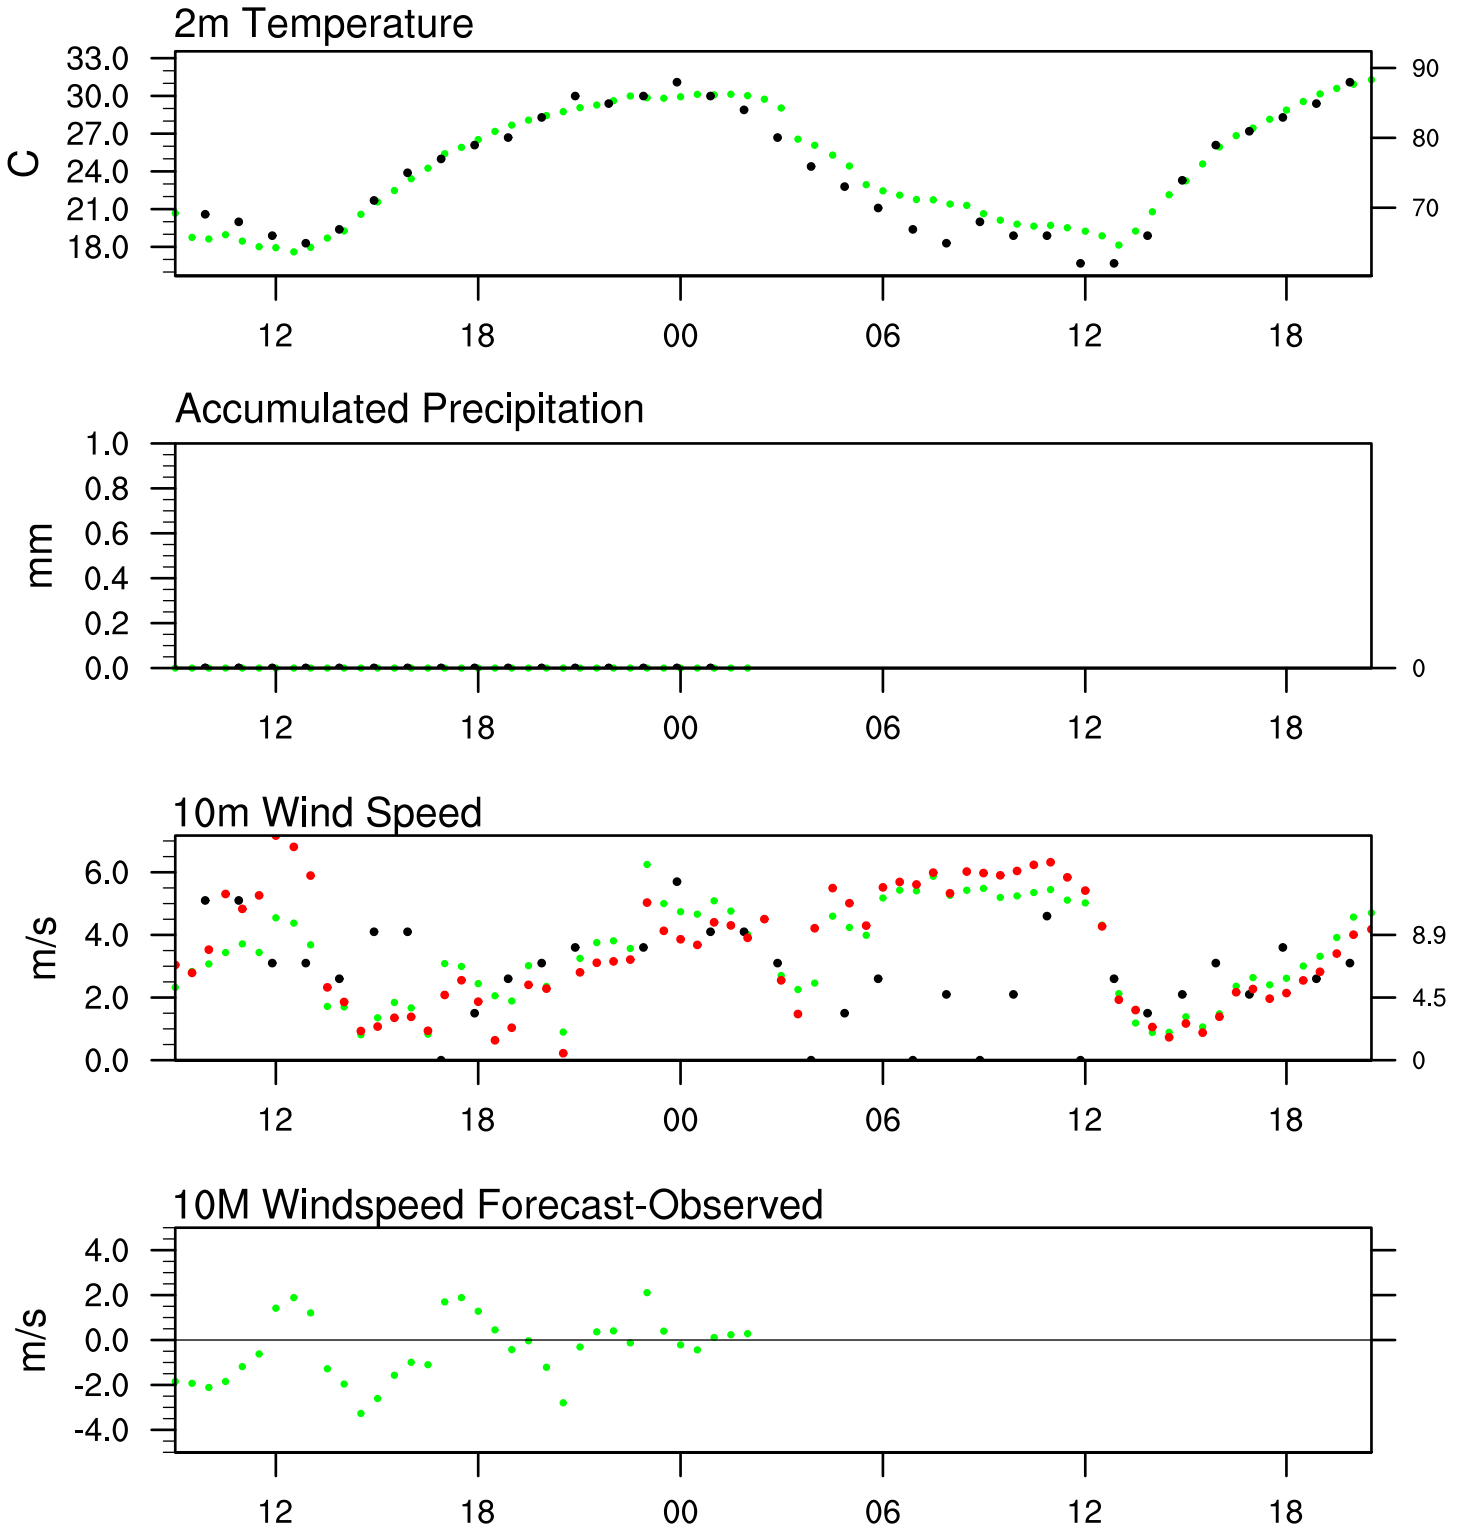 2m Temperature
33.0
30.0
27.0
24.0
21.0
18.0
C
90
80
70
12 18 00 06 12 18
Accumulated Precipitation
1.0
0.8
0.6
0.4
0.2
0.0
mm
0
12 18 00 06 12 18
10m Wind Speed
6.0
4.0
2.0
0.0
m/s
8.9
4.5
0
12 18 00 06 12 18
10M Windspeed Forecast-Observed
4.0
2.0
0.0
-2.0
-4.0
m/s
12 18 00 06 12 18